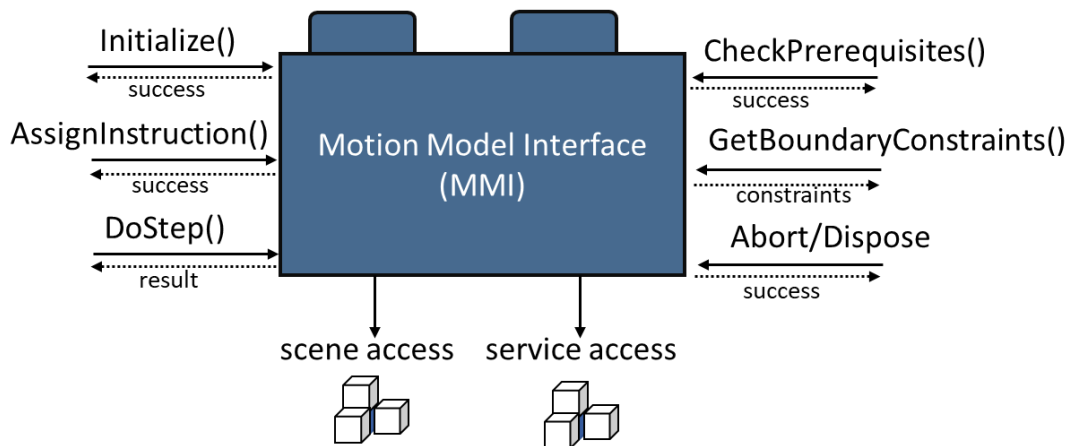 Initialize()
success
AssignInstruction()
success
DoStep()
result
Motion Model Interface
(MMI)
CheckPrerequisites()
success
GetBoundaryConstraints()
constraints
Abort/Dispose
success
scene access
service access